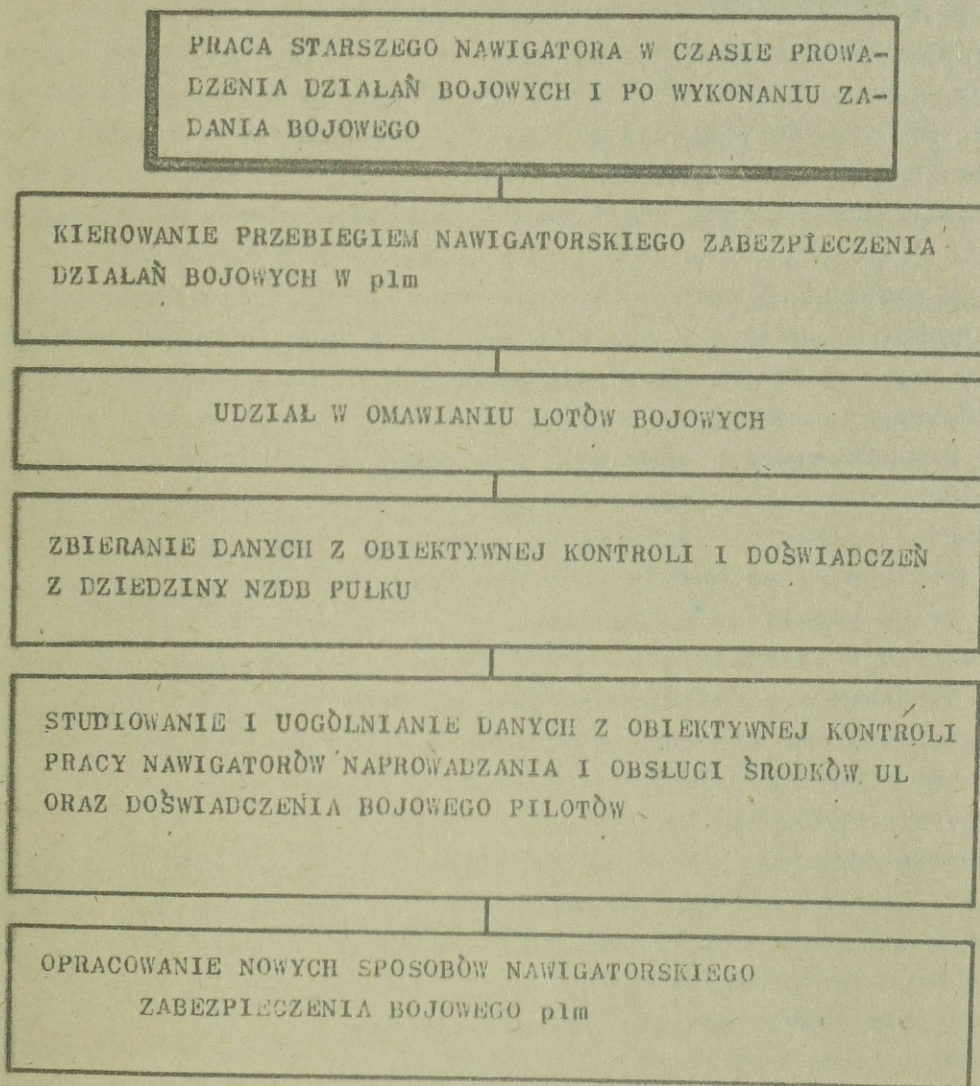 PRACA STARSZEGO NAWIGATORA W CZASIE PROWA-
DZENIA DZIAŁAŃ BOJOWYCH I PO WYKONANIU ZA-
DANIA BOJOWEGO
KIEROWANIE PRZEBIEGIEM NAWIGATORSKIEGO ZABEZPIECZENIA
DZIAŁAŃ BOJOWYCH W plm
UDZIAŁ W OMAWIANIU LOTÓW BOJOWYCH
ZBIERANIE DANYCH Z OBIEKTYWNEJ KONTROLI I DOŚWIADCZEŃ
Z DZIEDZINY NZDB PUŁKU
STUDIOWANIE I UOGÓLNIANIE DANYCH Z OBIEKTYWNEJ KONTROLI
PRACY NAWIGATORÓW NAPROWADZANIA I OBSŁUGI ŚRODKÓW UL
ORAZ DOŚWIADCZENIA BOJOWEGO PILOTÓW
OPRACOWANIE NOWYCH SPOSOBÓW NAWIGATORSKIEGO
ZABEZPIECZENIA BOJOWEGO plm